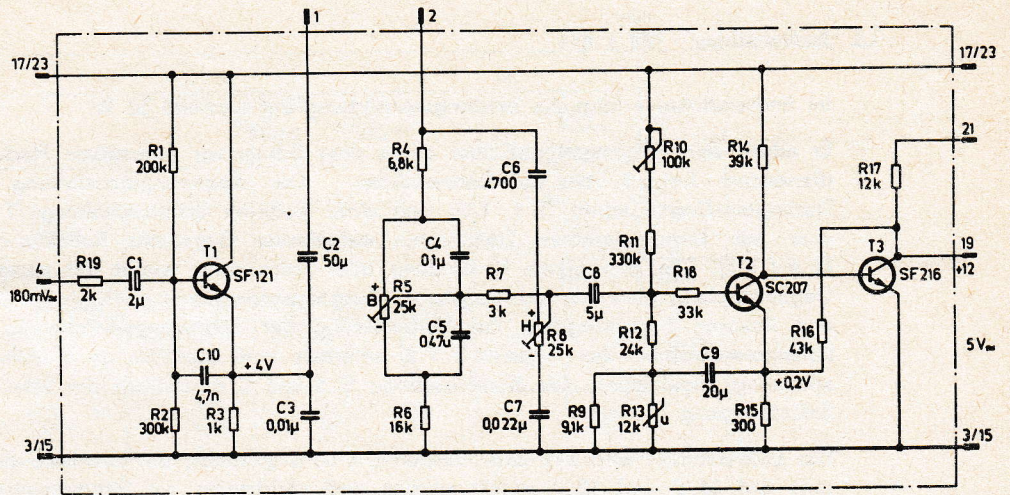 1
2
17/23
17/23
R1
200k
R4
6,8k
C6
4700
R10
100k
R14
39k
21
R17
12k
T1
SF121
C2
50µ
C4
0,1µ
R11
330k
T2
SC207
T3
SF216
19
+12
4
180mV≈
R19
2k
C1
2µ
+
B
-
R5
25k
R7
3k
C8
5µ
R18
33k
C5
0,47µ
+
H
-
R8
25k
R12
24k
R16
43k
5V≈
C10
4,7n
+4V
C9
20µ
+0,2V
R2
300k
R3
1k
C3
0,01µ
R6
16k
C7
0,022µ
R9
9,1k
R13
12k
u
R15
300
3/15
3/15